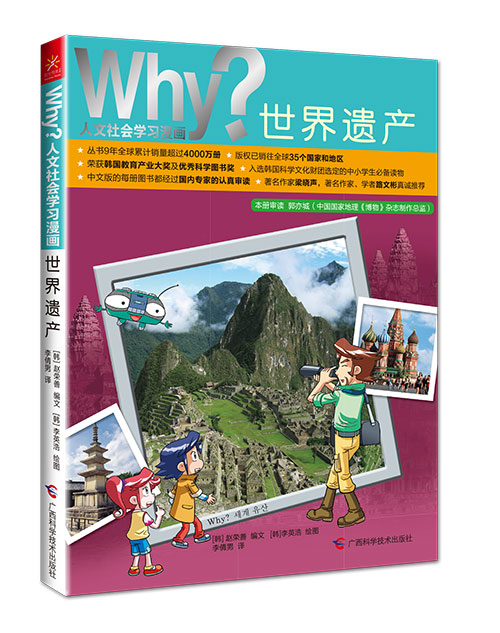 Why?
人文社会学习漫画
世界遗产
★ 丛书9年全球累计销量超过4000万册 ★ 版权已销往全球35个国家和地区
★ 荣获韩国教育产业大奖及优秀科学图书奖 ★ 入选韩国科学文化财团选定的中小学生必备读物
★ 中文版的每册图书都经过国内专家的认真审读 ★ 著名作家梁晓声，著名作家、学者路文彬真诚推荐
本册审读 郭亦城（中国国家地理《博物》杂志制作总监）
Why? 세계 유산
[韩] 赵荣善 编文 [韩]李英浩 绘图
李倩男 译
广西科学技术出版社
Why? 人文社会学习漫画
世界遗产
[韩] 赵荣善 编文 [韩] 李英浩 绘图
李倩男 译
广西科学技术出版社